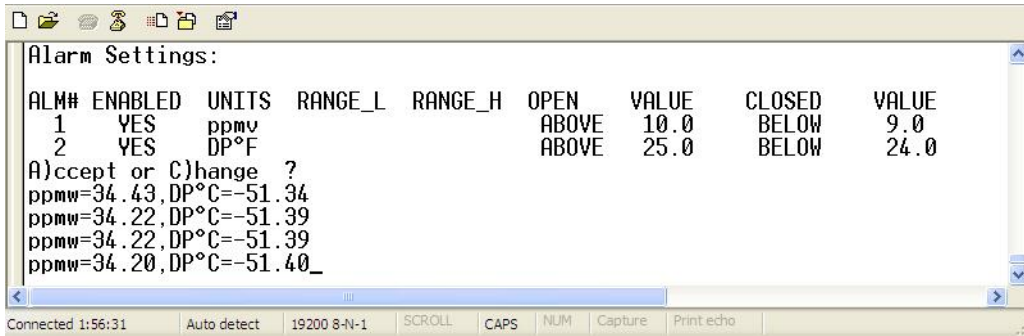 Alarm Settings:
ALM# ENABLED UNITS RANGE_L RANGE_H OPEN VALUE CLOSED VALUE
1 YES ppmv ABOVE 10.0 BELOW 9.0
2 YES DP°F ABOVE 25.0 BELOW 24.0
A)ccept or C)hange ?
ppmw=34.43,DP°C=-51.34
ppmw=34.22,DP°C=-51.39
ppmw=34.22,DP°C=-51.39
ppmw=34.20,DP°C=-51.40_
Connected 1:56:31 Auto detect 19200 8-N-1 SCROLL CAPS NUM Capture Print echo